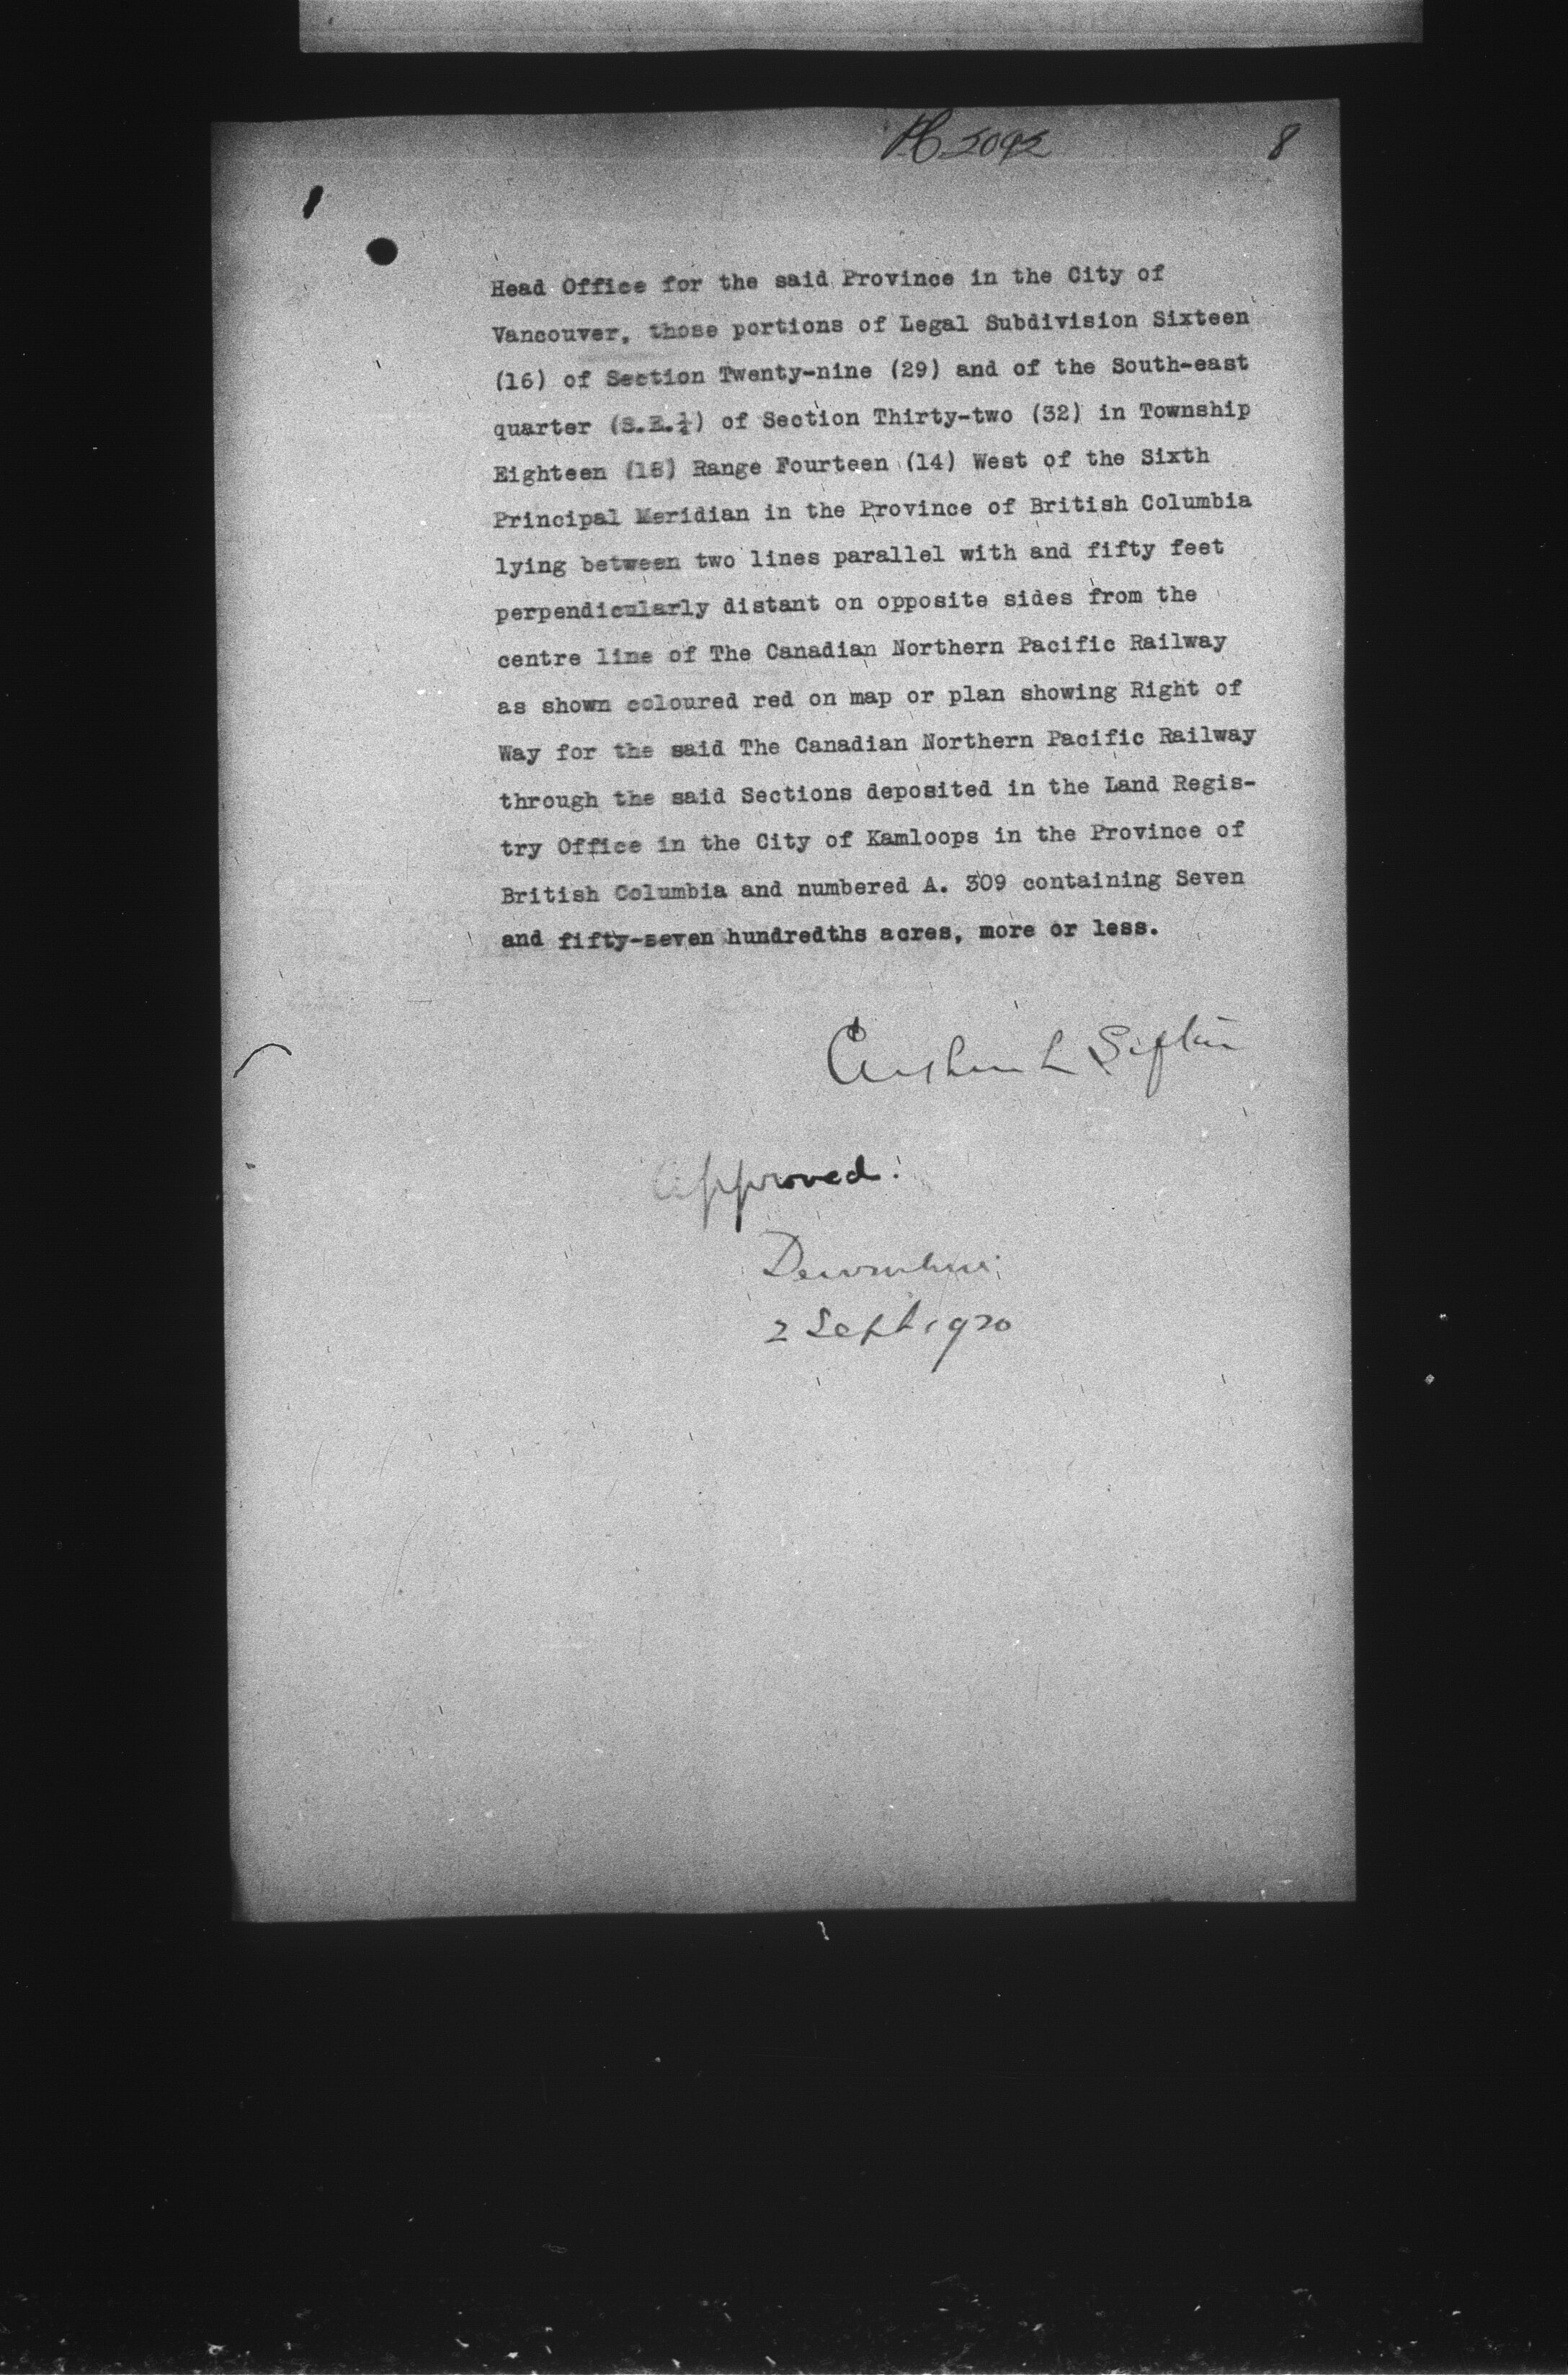 PC 2092
8
Head Office for the said Province in the City of
Vancouver, those portions of Legal Subdivision Sixteen
(16) of Section Twenty-nine (29) and of the South-east
quarter (S.E.¼) of Section Thirty-two (32) in Township
Eighteen (18) Range Fourteen (14) West of the Sixth
Principal Meridian in the Province of British Columbia
lying between two lines parallel with and fifty feet
perpendicularly distant on opposite sides from the
centre line of The Canadian Northern Pacific Railway
as shown coloured red on map or plan showing Right of
Way for the said The Canadian Northern Pacific Railway
through the said Sections deposited in the Land Regis-
try Office in the City of Kamloops in the Province of
British Columbia and numbered A. 309 containing Seven
and fifty-seven hundredths acres, more or less.
Arthur L Sifton
Approved:
Devonshire
2 Sept 1920